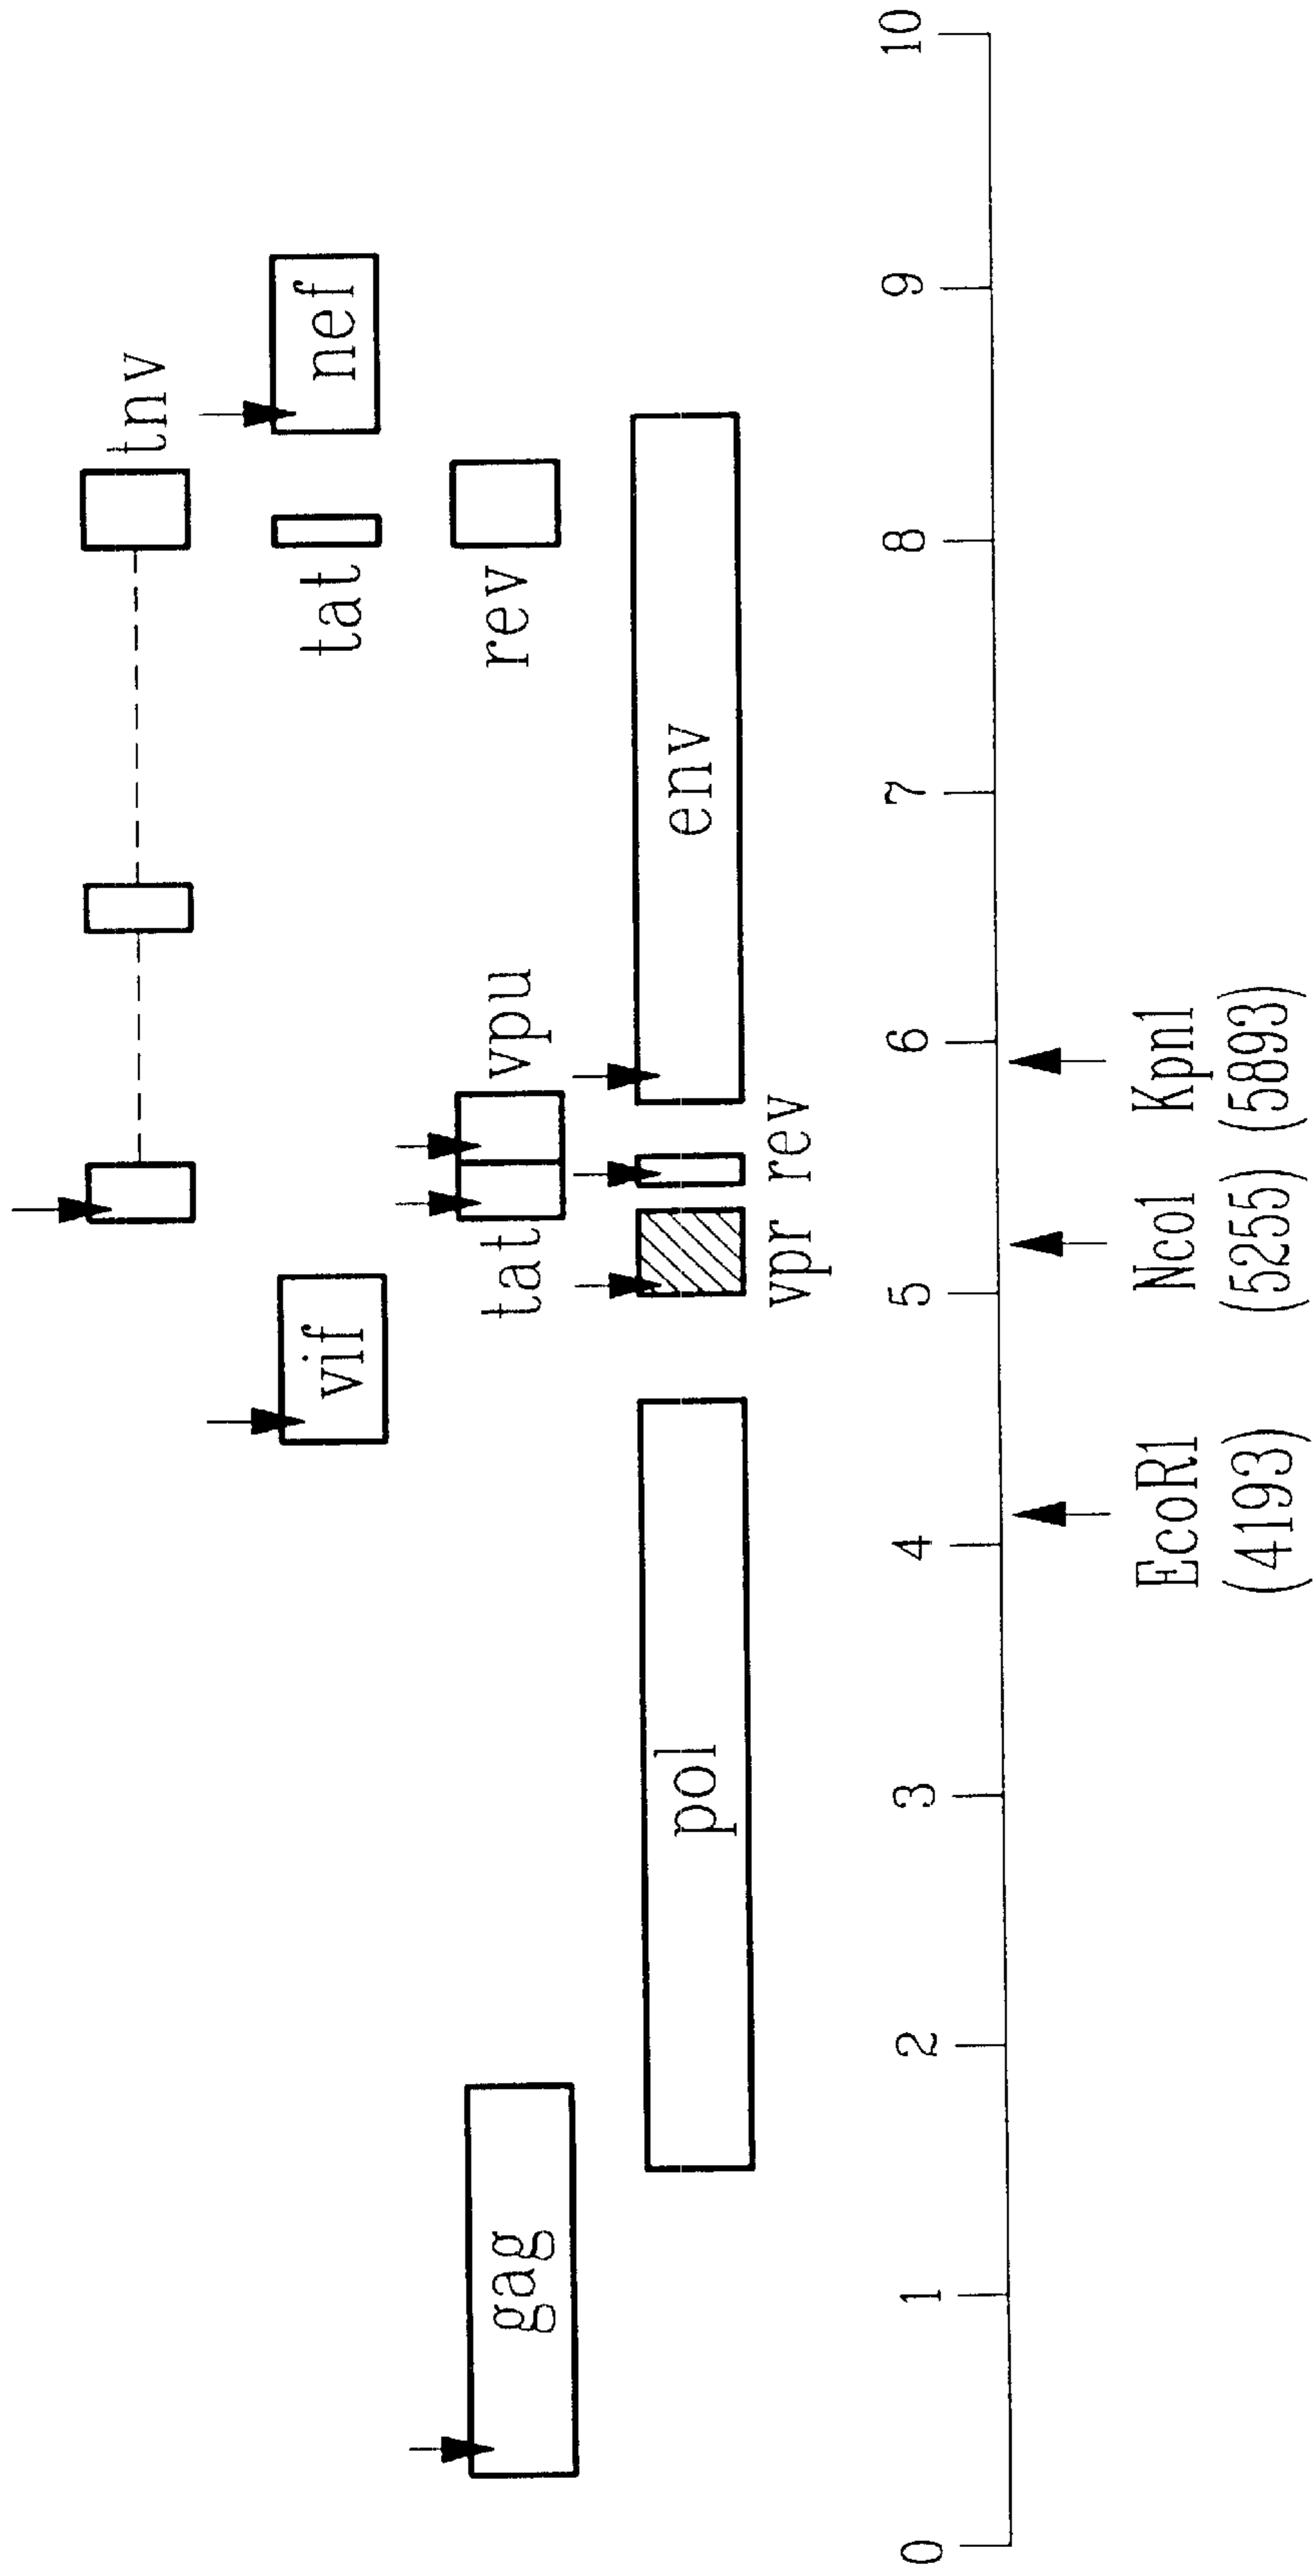 tnv
tat
nef
vif
gag
tat
vpu
rev
pol
env
vpr
rev
0
1
2
3
4
5
6
7
8
9
10
EcoR1
(4193)
Nco1
(5255)
Kpn1
(5893)